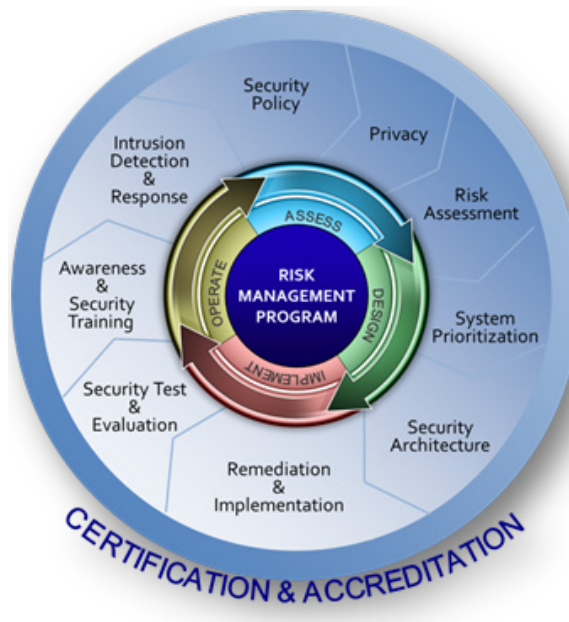 Security
Policy
Privacy
Risk
Assessment
System
Prioritization
Security
Architecture
Remediation
&
Implementation
Security Test
&
Evaluation
Awareness
&
Security
Training
Intrusion
Detection
&
Response
ASSESS
DESIGN
IMPLEMENT
OPERATE
RISK
MANAGEMENT
PROGRAM
CERTIFICATION & ACCREDITATION